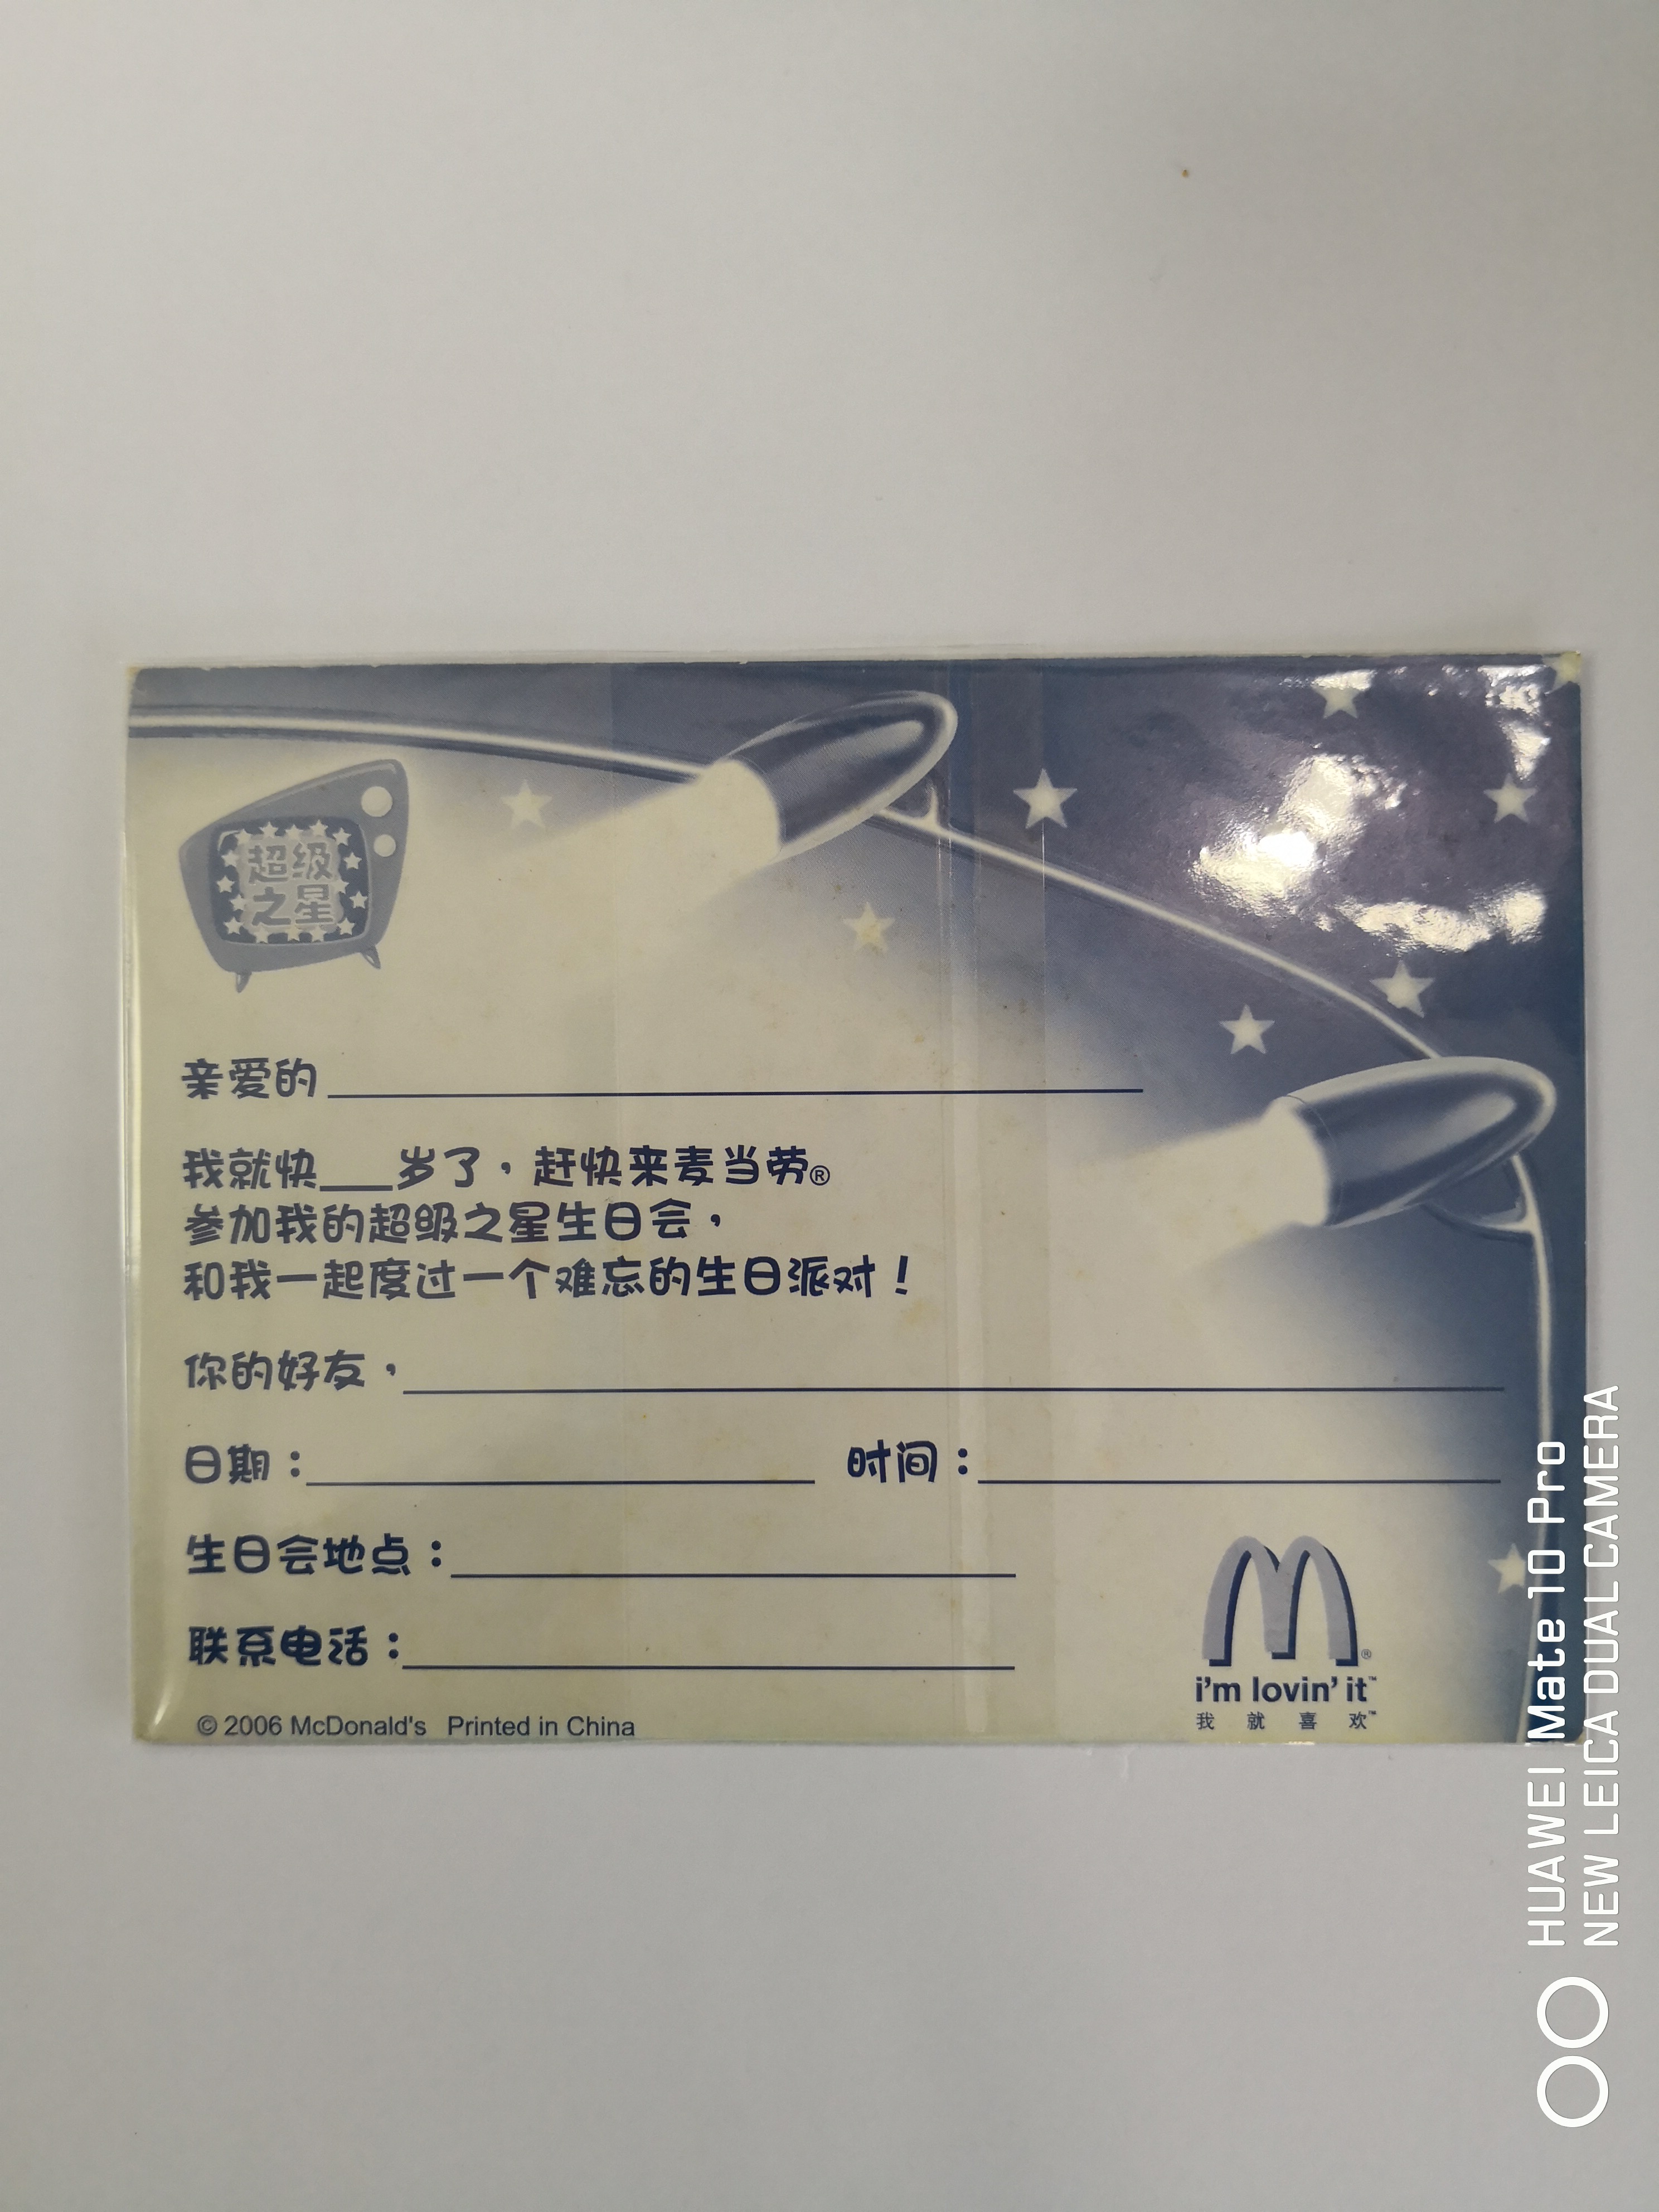 超级
之星
亲爱的
我就快___岁了，赶快来麦当劳®
参加我的超级之星生日会，
和我一起度过一个难忘的生日派对！
你的好友，
日期： 时间：
生日会地点：
联系电话：
®
i'm lovin' it™
我就喜欢™
© 2006 McDonald's Printed in China
HUAWEI Mate 10 Pro
NEW LEICA DUAL CAMERA